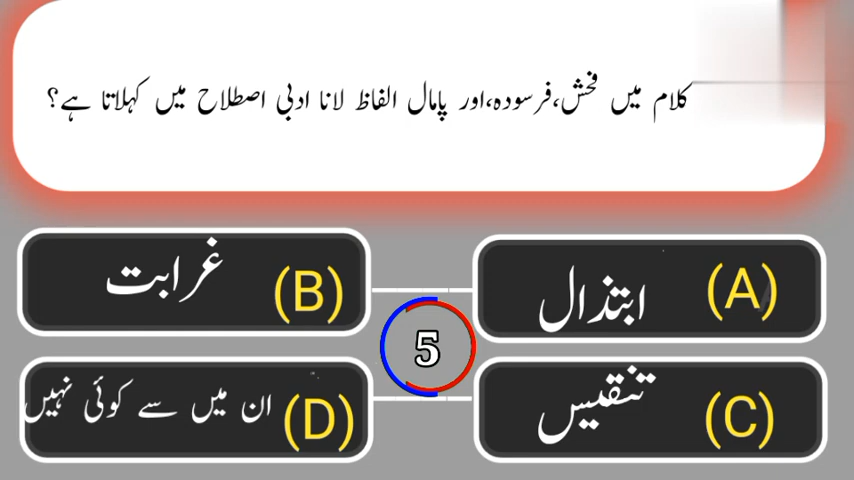 کلام میں فحش،فرسودہ،اور پامال الفاظ لانا ادبی اصطلاح میں کہلاتا ہے؟
(A) ابتذال
(B) غرابت
5
(C) تنقیس
(D) ان میں سے کوئی نہیں